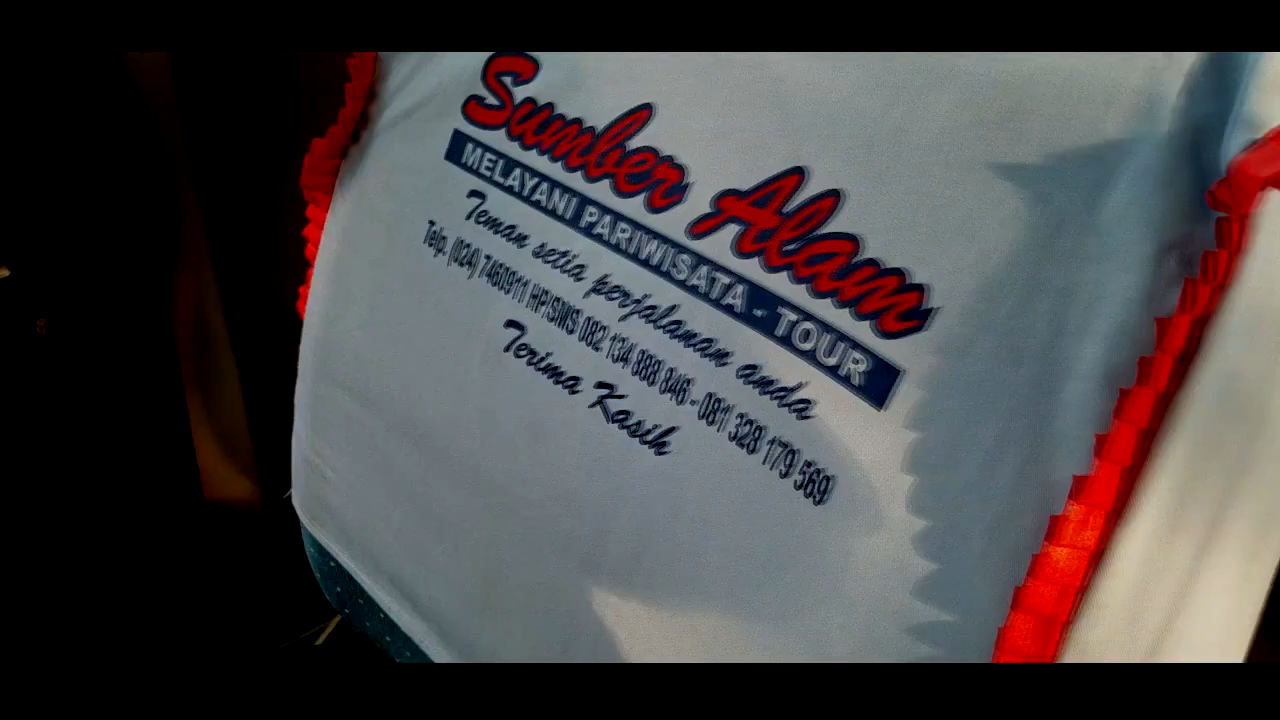 Sumber Alam
MELAYANI PARIWISATA - TOUR
Teman setia perjalanan anda
Telp. (024) 7460911 HP/SMS 082 134 888 846 - 081 328 179 569
Terima Kasih